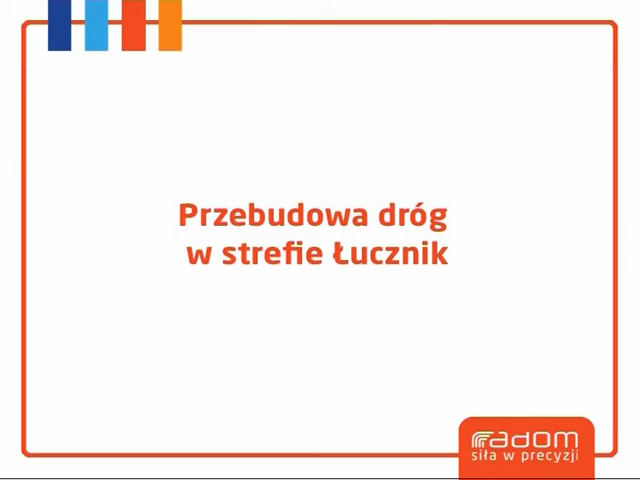 Przebudowa dróg
w strefie Łucznik
radom
siła w precyzji